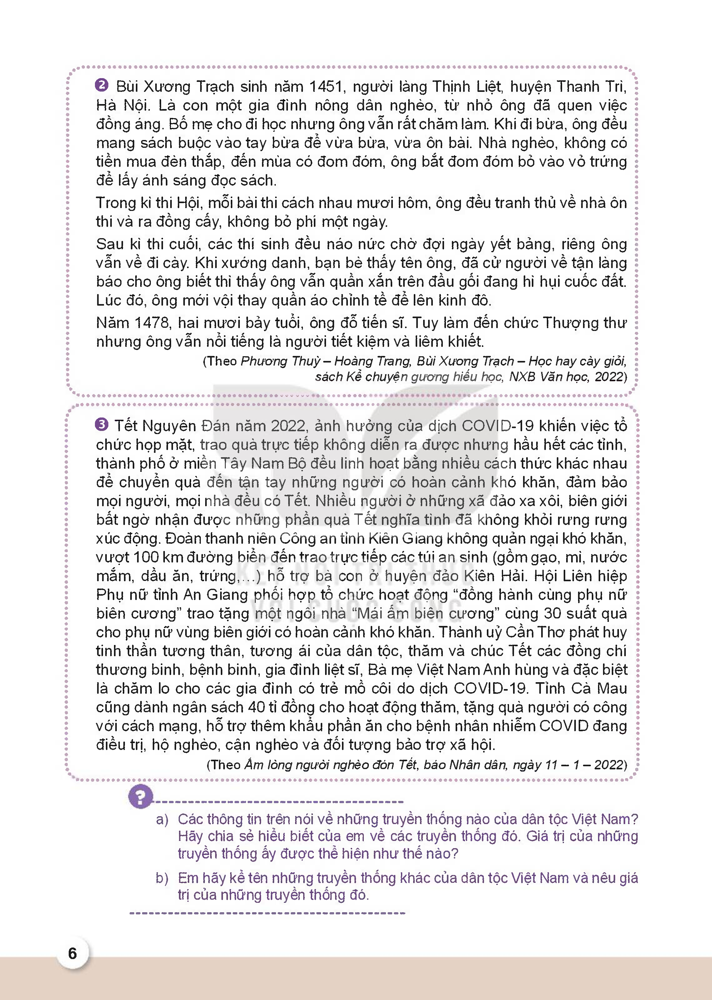 2 Bùi Xương Trạch sinh năm 1451, người làng Thịnh Liệt, huyện Thanh Trì,
Hà Nội. Là con một gia đình nông dân nghèo, từ nhỏ ông đã quen việc
đồng áng. Bố mẹ cho đi học nhưng ông vẫn rất chăm làm. Khi đi bừa, ông đều
mang sách buộc vào tay bừa để vừa bừa, vừa ôn bài. Nhà nghèo, không có
tiền mua đèn thắp, đến mùa có đom đóm, ông bắt đom đóm bỏ vào vỏ trứng
để lấy ánh sáng đọc sách.
Trong kì thi Hội, mỗi bài thi cách nhau mươi hôm, ông đều tranh thủ về nhà ôn
thi và ra đồng cấy, không bỏ phí một ngày.
Sau kì thi cuối, các thí sinh đều náo nức chờ đợi ngày yết bảng, riêng ông
vẫn về đi cày. Khi xướng danh, bạn bè thấy tên ông, đã cử người về tận làng
báo cho ông biết thì thấy ông vẫn quần xắn trên đầu gối đang hì hụi cuốc đất.
Lúc đó, ông mới vội thay quần áo chỉnh tề để lên kinh đô.
Năm 1478, hai mươi bảy tuổi, ông đỗ tiến sĩ. Tuy làm đến chức Thượng thư
nhưng ông vẫn nổi tiếng là người tiết kiệm và liêm khiết.
(Theo Phương Thuỳ – Hoàng Trang, Bùi Xương Trạch – Học hay cày giỏi,
sách Kể chuyện gương hiếu học, NXB Văn học, 2022)
3 Tết Nguyên Đán năm 2022, ảnh hưởng của dịch COVID-19 khiến việc tổ
chức họp mặt, trao quà trực tiếp không diễn ra được nhưng hầu hết các tỉnh,
thành phố ở miền Tây Nam Bộ đều linh hoạt bằng nhiều cách thức khác nhau
để chuyển quà đến tận tay những người có hoàn cảnh khó khăn, đảm bảo
mọi người, mọi nhà đều có Tết. Nhiều người ở những xã đảo xa xôi, biên giới
bất ngờ nhận được những phần quà Tết nghĩa tình đã không khỏi rưng rưng
xúc động. Đoàn thanh niên Công an tỉnh Kiên Giang không quản ngại khó khăn,
vượt 100 km đường biển đến trao trực tiếp các túi an sinh (gồm gạo, mì, nước
mắm, dầu ăn, trứng,...) hỗ trợ bà con ở huyện đảo Kiên Hải. Hội Liên hiệp
Phụ nữ tỉnh An Giang phối hợp tổ chức hoạt động “đồng hành cùng phụ nữ
biên cương” trao tặng một ngôi nhà “Mái ấm biên cương” cùng 30 suất quà
cho phụ nữ vùng biên giới có hoàn cảnh khó khăn. Thành uỷ Cần Thơ phát huy
tinh thần tương thân, tương ái của dân tộc, thăm và chúc Tết các đồng chí
thương binh, bệnh binh, gia đình liệt sĩ, Bà mẹ Việt Nam Anh hùng và đặc biệt
là chăm lo cho các gia đình có trẻ mồ côi do dịch COVID-19. Tỉnh Cà Mau
cũng dành ngân sách 40 tỉ đồng cho hoạt động thăm, tặng quà người có công
với cách mạng, hỗ trợ thêm khẩu phần ăn cho bệnh nhân nhiễm COVID đang
điều trị, hộ nghèo, cận nghèo và đối tượng bảo trợ xã hội.
(Theo Ấm lòng người nghèo đón Tết, báo Nhân dân, ngày 11 – 1 – 2022)
KẾT NỐI TRI THỨC
VỚI CUỘC SỐNG
?
a) Các thông tin trên nói về những truyền thống nào của dân tộc Việt Nam?
Hãy chia sẻ hiểu biết của em về các truyền thống đó. Giá trị của những
truyền thống ấy được thể hiện như thế nào?
b) Em hãy kể tên những truyền thống khác của dân tộc Việt Nam và nêu giá
trị của những truyền thống đó.
6